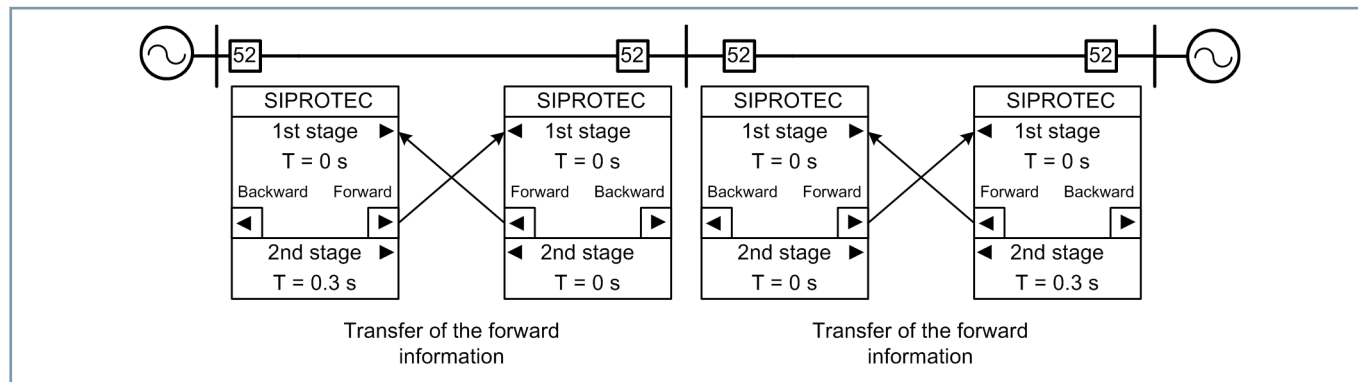 52 52 52 52
SIPROTEC SIPROTEC SIPROTEC SIPROTEC
1st stage 1st stage 1st stage 1st stage
T = 0 s T = 0 s T = 0 s T = 0 s
Backward Forward Forward Backward Backward Forward Forward Backward
2nd stage 2nd stage 2nd stage 2nd stage
T = 0.3 s T = 0 s T = 0 s T = 0.3 s
Transfer of the forward Transfer of the forward
information information